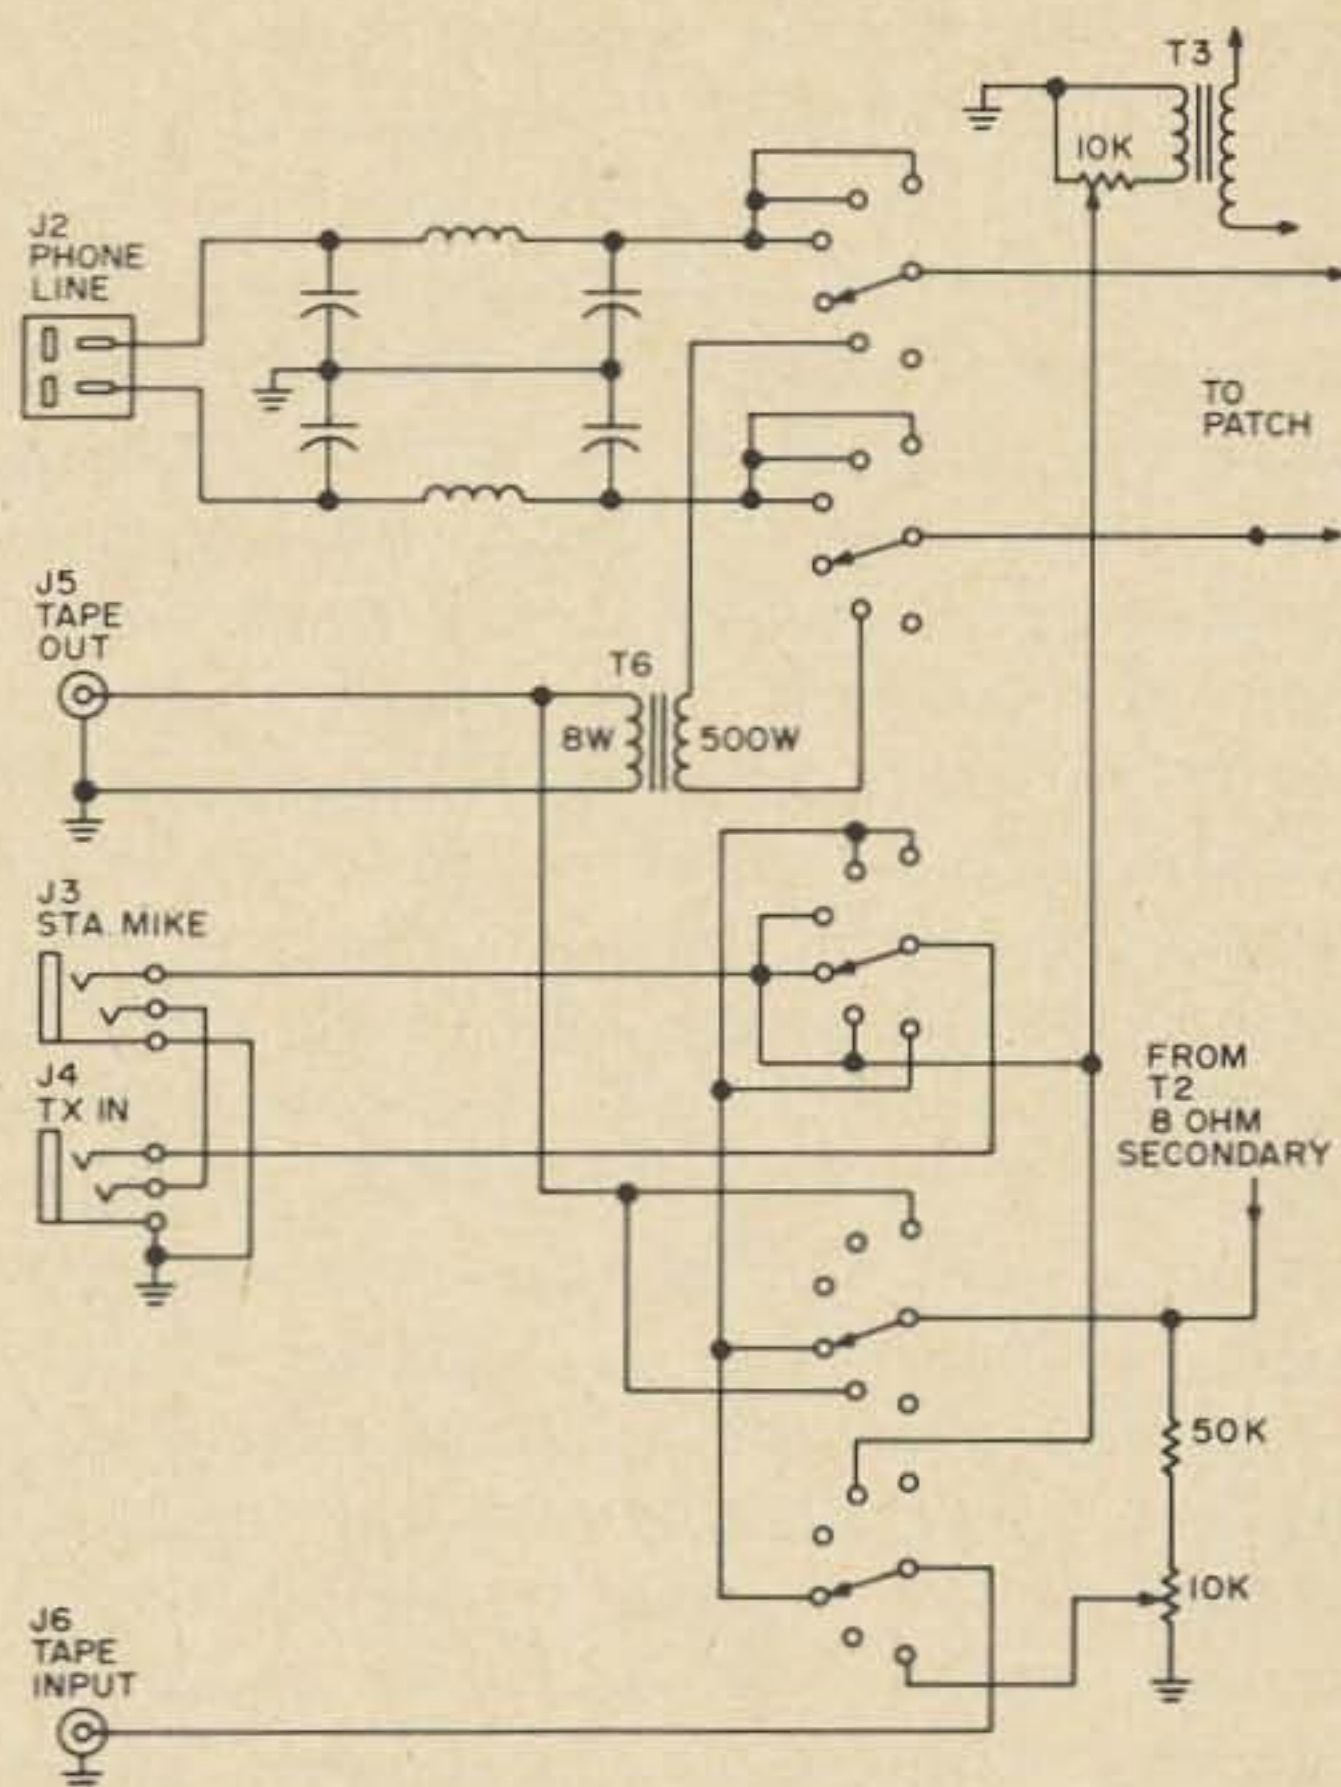 T3
10K
J2
PHONE
LINE
TO
PATCH
J5
TAPE
OUT
T6
8W
500W
J3
STA. MIKE
J4
TX IN
FROM
T2
8 OHM
SECONDARY
50K
10K
J6
TAPE
INPUT